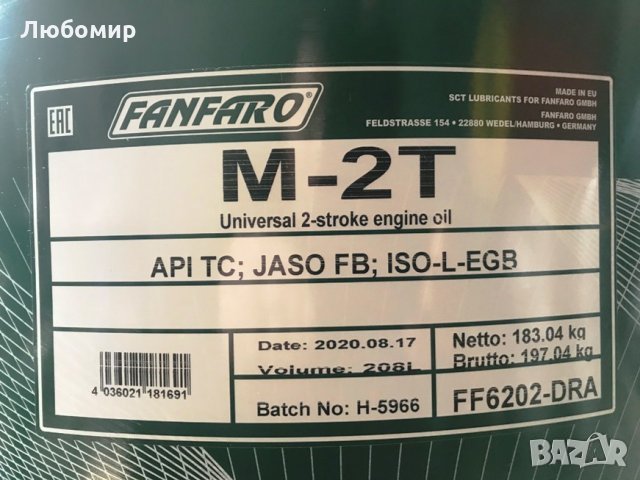 Любомир
EAC
FANFARO®
MADE IN EU
SCT LUBRICANTS FOR FANFARO GMBH
FANFARO GMBH
FELDSTRASSE 154 • 22880 WEDEL/HAMBURG • GERMANY
M-2T
Universal 2-stroke engine oil
API TC; JASO FB; ISO-L-EGB
Date: 2020.08.17
Volume: 208L
Batch No: H-5966
Netto: 183.04 kg
Brutto: 197.04 kg
FF6202-DRA
4 036021 181691
BAZAR